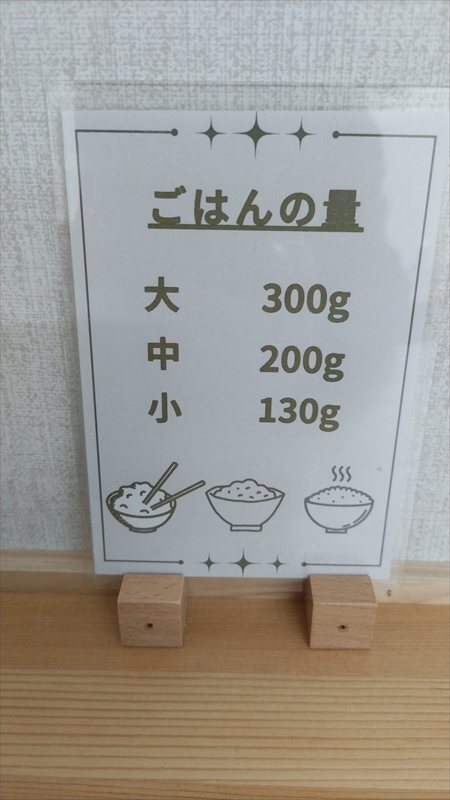 ごはんの量
大 300g
中 200g
小 130g